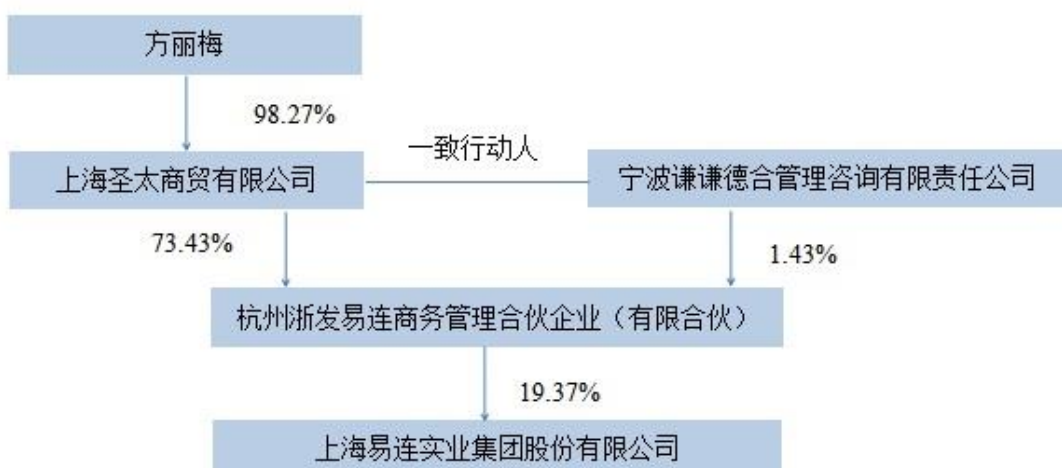 方丽梅
98.27%
一致行动人
上海圣太商贸有限公司
宁波谦谦德合管理咨询有限责任公司
73.43%
1.43%
杭州浙发易连商务管理合伙企业（有限合伙）
19.37%
上海易连实业集团股份有限公司